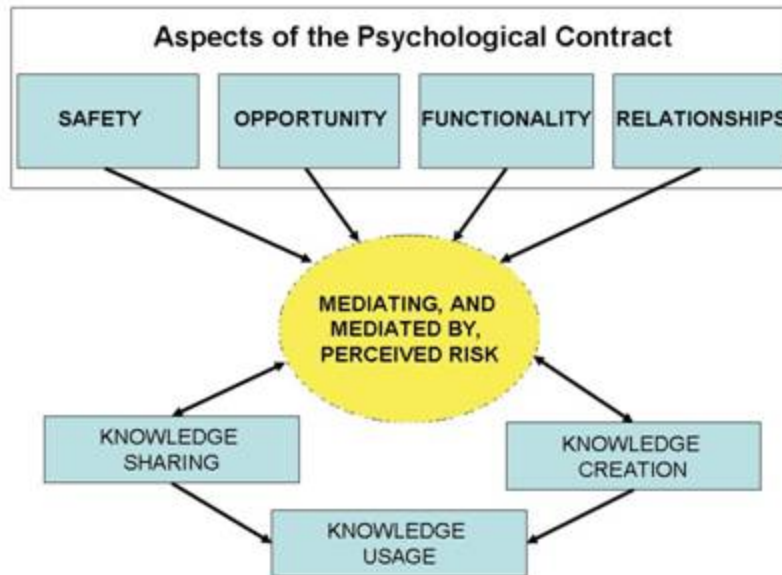 Aspects of the Psychological Contract
SAFETY
OPPORTUNITY
FUNCTIONALITY
RELATIONSHIPS
MEDIATING, AND
MEDIATED BY,
PERCEIVED RISK
KNOWLEDGE
SHARING
KNOWLEDGE
CREATION
KNOWLEDGE
USAGE